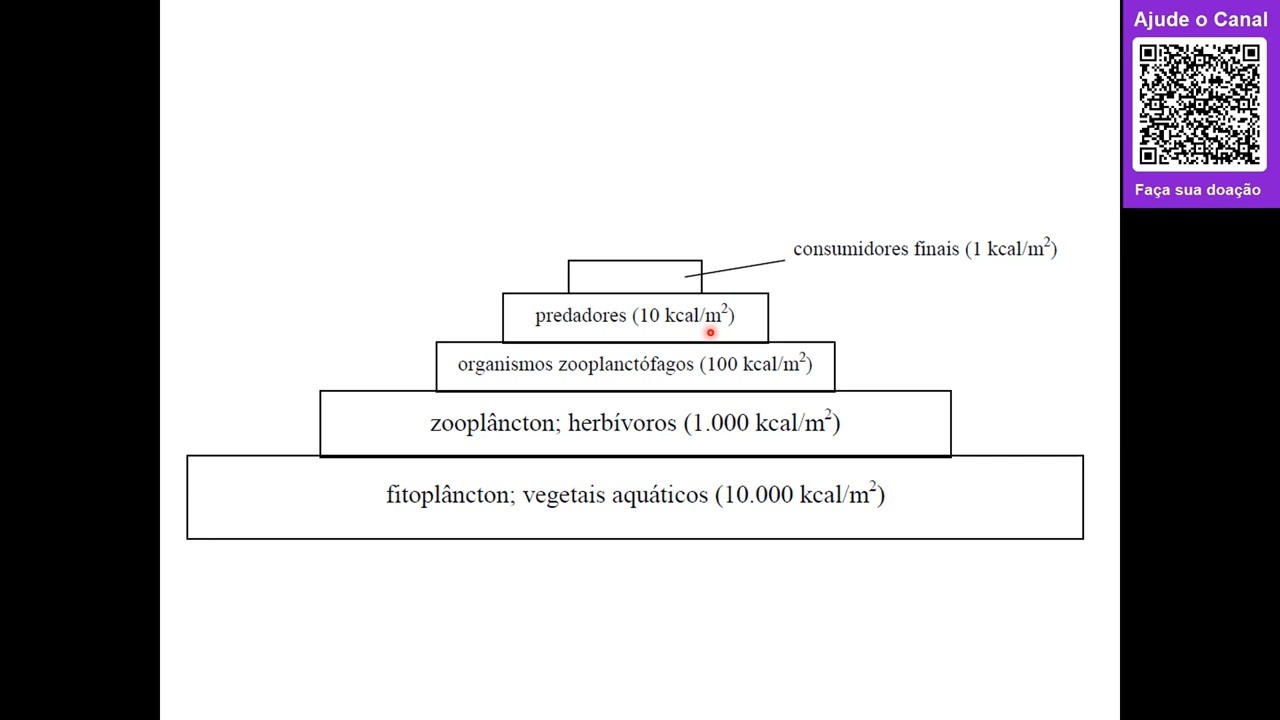 Ajude o Canal
Faça sua doação
consumidores finais (1 kcal/m²)
predadores (10 kcal/m²)
organismos zooplanctófagos (100 kcal/m²)
zooplâncton; herbívoros (1.000 kcal/m²)
fitoplâncton; vegetais aquáticos (10.000 kcal/m²)